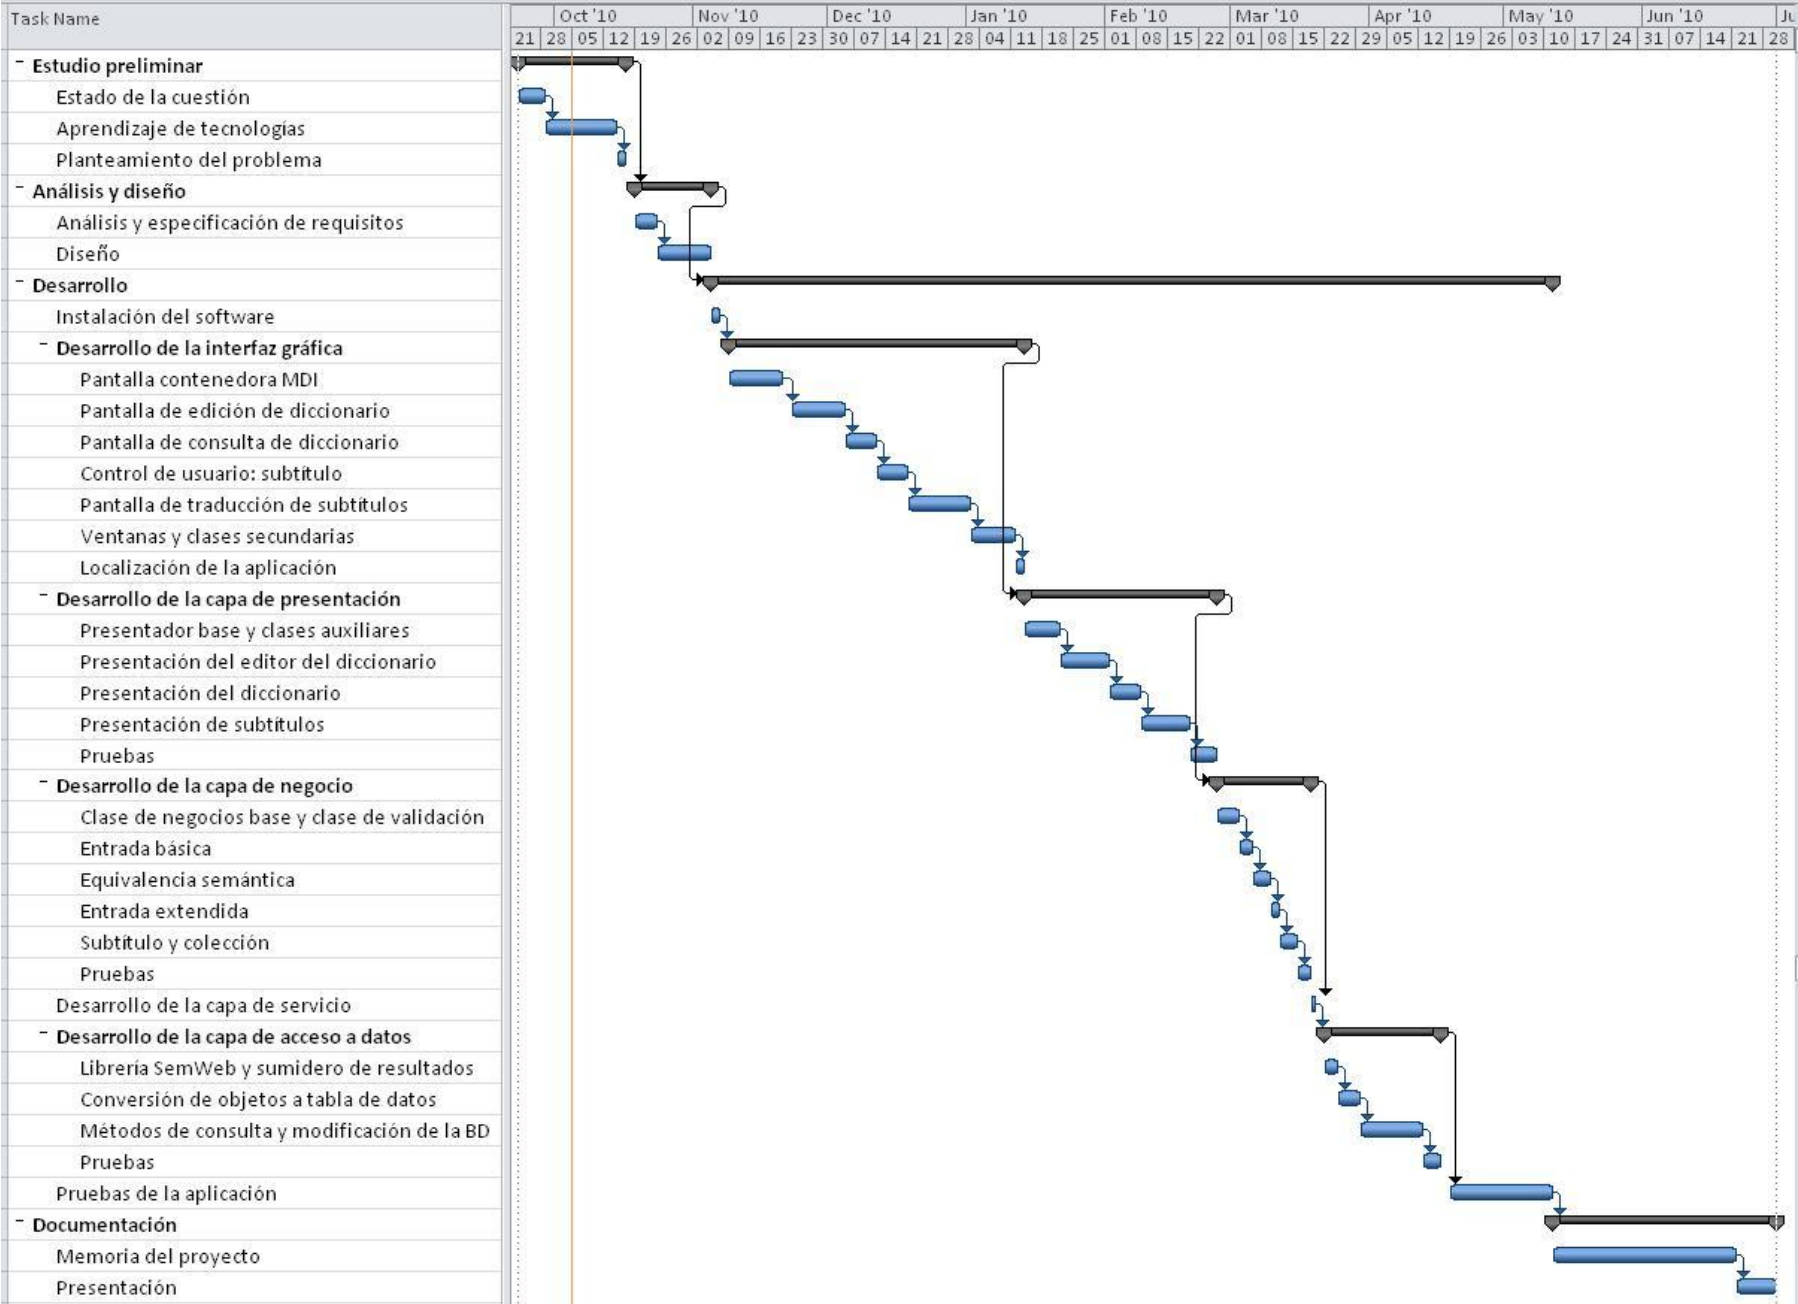 Task Name
Oct '10 Nov '10 Dec '10 Jan '10 Feb '10 Mar '10 Apr '10 May '10 Jun '10
21 28 05 12 19 26 02 09 16 23 30 07 14 21 28 04 11 18 25 01 08 15 22 01 08 15 22 29 05 12 19 26 03 10 17 24 31 07 14 21 28
Estudio preliminar
Estado de la cuestión
Aprendizaje de tecnologías
Planteamiento del problema
Análisis y diseño
Análisis y especificación de requisitos
Diseño
Desarrollo
Instalación del software
Desarrollo de la interfaz gráfica
Pantalla contenedora MDI
Pantalla de edición de diccionario
Pantalla de consulta de diccionario
Control de usuario: subtítulo
Pantalla de traducción de subtítulos
Ventanas y clases secundarias
Localización de la aplicación
Desarrollo de la capa de presentación
Presentador base y clases auxiliares
Presentación del editor del diccionario
Presentación del diccionario
Presentación de subtítulos
Pruebas
Desarrollo de la capa de negocio
Clase de negocios base y clase de validación
Entrada básica
Equivalencia semántica
Entrada extendida
Subtítulo y colección
Pruebas
Desarrollo de la capa de servicio
Desarrollo de la capa de acceso a datos
Librería SemWeb y sumidero de resultados
Conversión de objetos a tabla de datos
Métodos de consulta y modificación de la BD
Pruebas
Pruebas de la aplicación
Documentación
Memoria del proyecto
Presentación